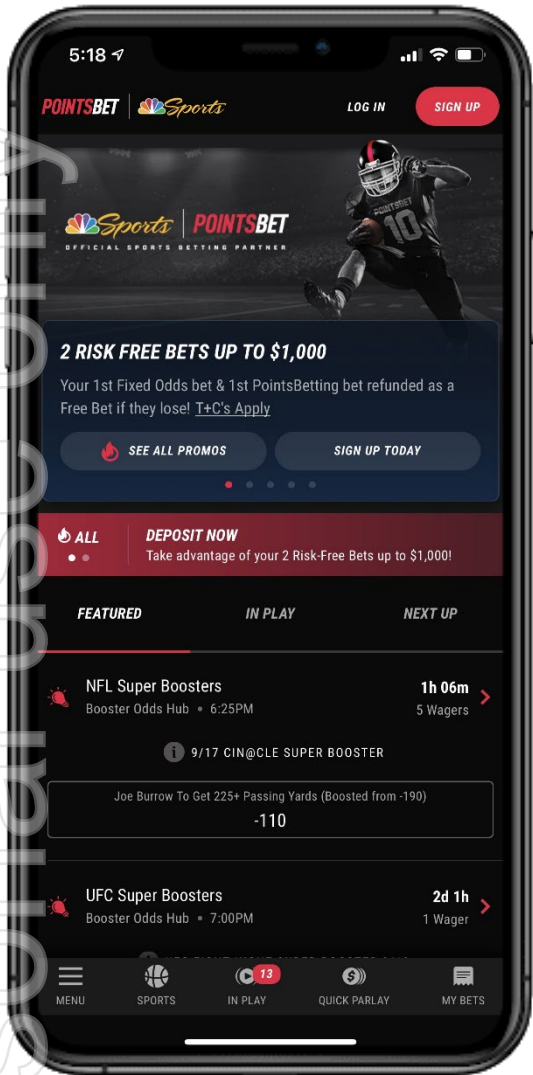 5:18
POINTSBET Sports LOG IN SIGN UP
Sports POINTSBET
OFFICIAL SPORTS BETTING PARTNER
POINTSBET
10
2 RISK FREE BETS UP TO $1,000
Your 1st Fixed Odds bet & 1st PointsBetting bet refunded as a
Free Bet if they lose! T+C's Apply
SEE ALL PROMOS SIGN UP TODAY
ALL DEPOSIT NOW
Take advantage of your 2 Risk-Free Bets up to $1,000!
FEATURED IN PLAY NEXT UP
NFL Super Boosters 1h 06m
Booster Odds Hub • 6:25PM 5 Wagers
9/17 CIN@CLE SUPER BOOSTER
Joe Burrow To Get 225+ Passing Yards (Boosted from -190)
-110
UFC Super Boosters 2d 1h
Booster Odds Hub • 7:00PM 1 Wager
13
MENU SPORTS IN PLAY QUICK PARLAY MY BETS